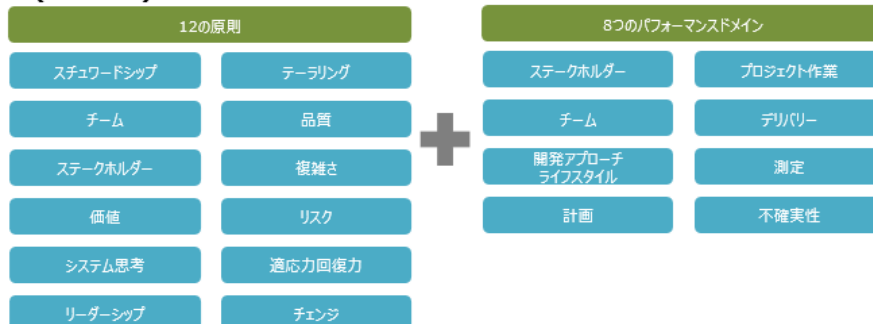 12の原則
8つのパフォーマンスドメイン
スチュワードシップ
テーラリング
チーム
品質
ステークホルダー
複雑さ
価値
リスク
システム思考
適応力回復力
リーダーシップ
チェンジ
ステークホルダー
プロジェクト作業
チーム
デリバリー
開発アプローチ
ライフスタイル
測定
計画
不確実性